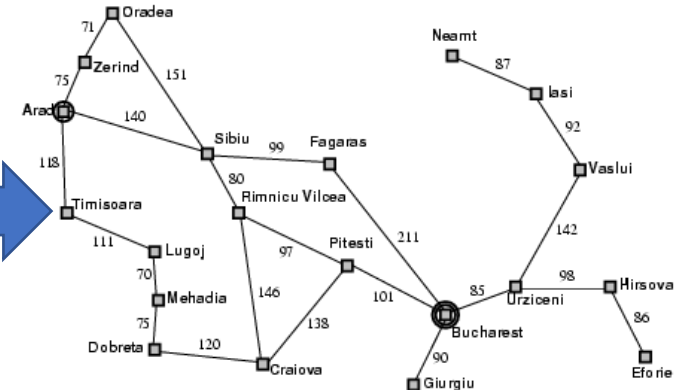 Oradea
71
Neamt
Zerind
87
75
151
Iasi
Arad
140
92
Sibiu
Fagaras
99
118
Vaslui
80
Timisoara
Rimnicu Vilcea
111
142
Pitesti
211
Lugoj
97
70
98
Hirsova
85
146
101
Urziceni
Mehadia
86
138
75
Bucharest
120
Dobreta
90
Craiova
Eforie
Giurgiu